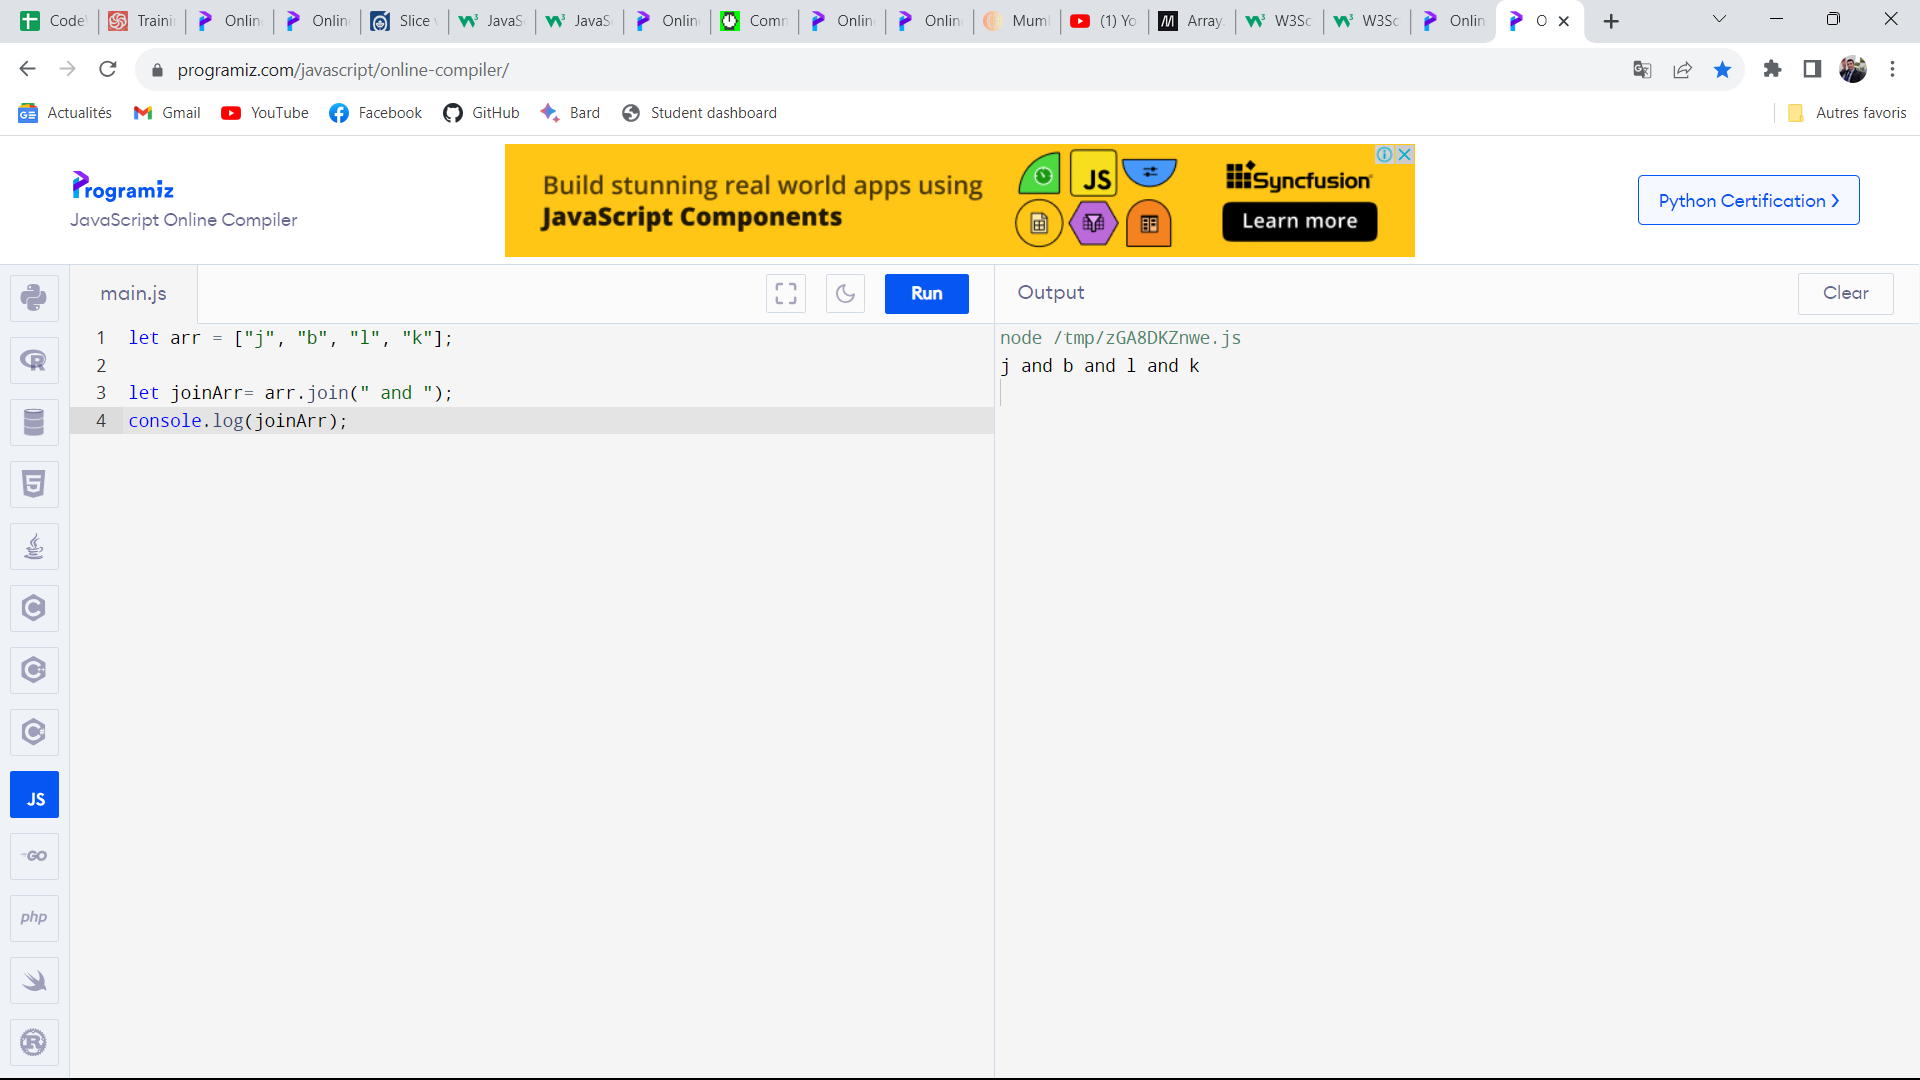 Code
Traini
Onlin
Onlin
Slice v
JavaSc
JavaSc
Onlin
Comm
Onlin
Onlin
Muml
(1) Yo
Array.
W3Sc
W3Sc
Onlin
O
programiz.com/javascript/online-compiler/
Actualités
Gmail
YouTube
Facebook
GitHub
Bard
Student dashboard
Autres favoris
Programiz
JavaScript Online Compiler
Build stunning real world apps using
JavaScript Components
JS
Syncfusion
Learn more
Python Certification ›
main.js
Run
Output
Clear
1 let arr = ["j", "b", "l", "k"];
2
3 let joinArr= arr.join(" and ");
4 console.log(joinArr);
node /tmp/zGA8DKZnwe.js
j and b and l and k
JS
GO
php